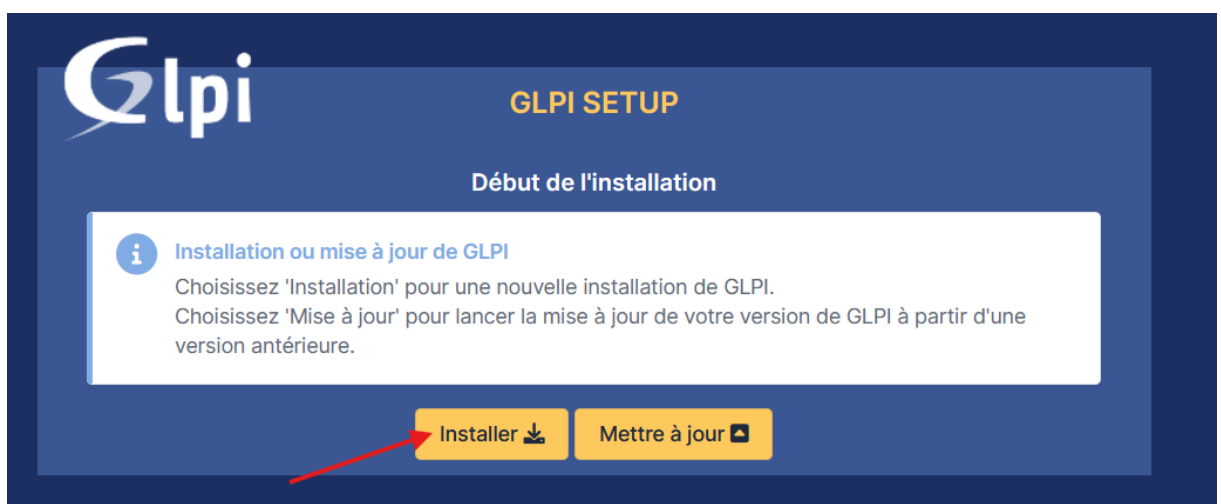 Glpi
GLPI SETUP
Début de l'installation
Installation ou mise à jour de GLPI
Choisissez 'Installation' pour une nouvelle installation de GLPI.
Choisissez 'Mise à jour' pour lancer la mise à jour de votre version de GLPI à partir d'une
version antérieure.
Installer
Mettre à jour